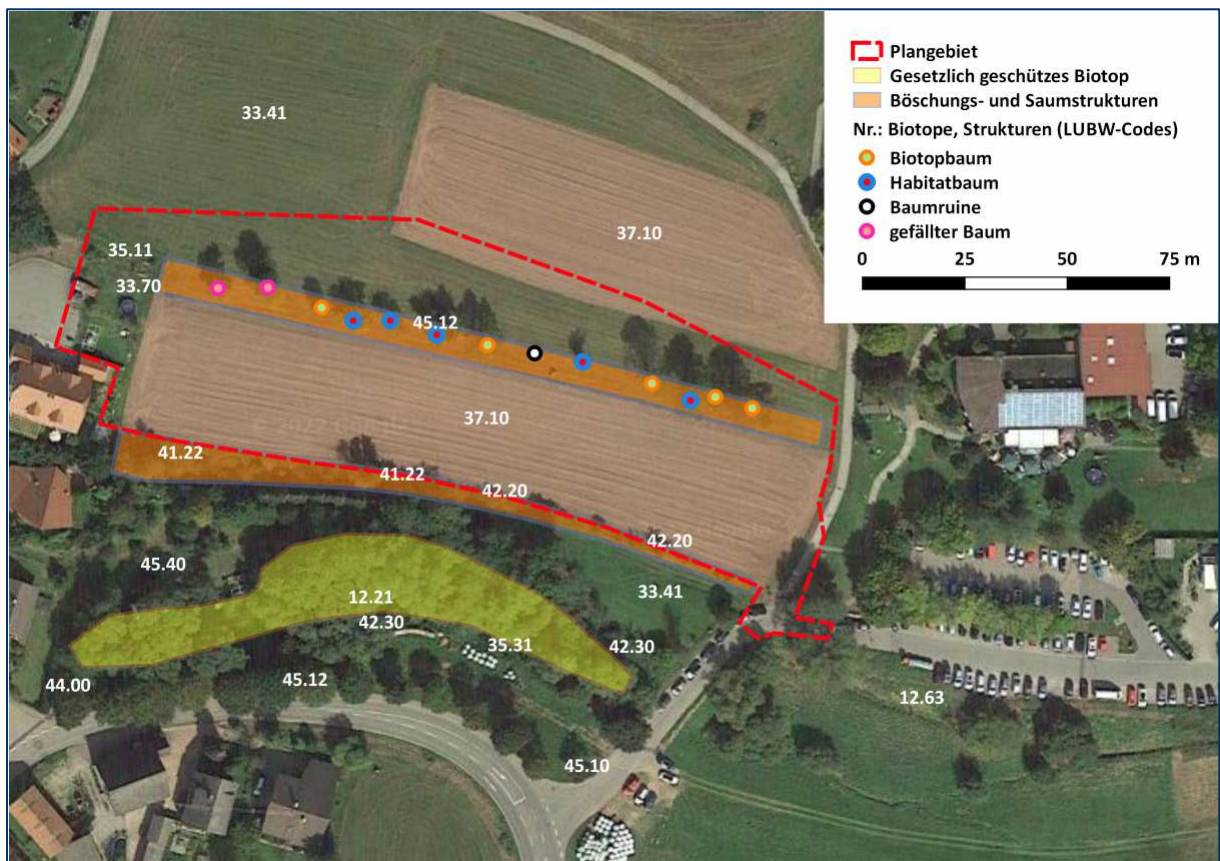 Plangebiet
Gesetzlich geschützes Biotop
Böschungs- und Saumstrukturen
Nr.: Biotope, Strukturen (LUBW-Codes)
Biotopbaum
Habitatbaum
Baumruine
gefällter Baum
0 25 50 75 m
33.41
37.10
35.11
33.70
45.12
37.10
41.22
41.22
42.20
42.20
45.40
33.41
12.21
42.30
35.31
42.30
44.00
45.12
12.63
45.10